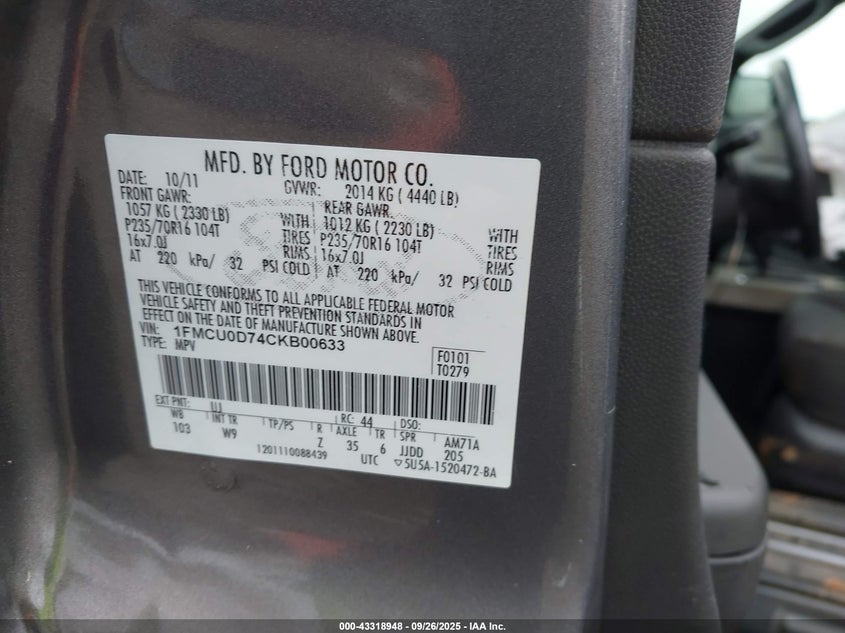 MFD. BY FORD MOTOR CO.
DATE: 10/11 GVWR: 2014 KG ( 4440 LB)
FRONT GAWR: REAR GAWR:
1057 KG ( 2330 LB) WITH 1012 KG ( 2230 LB) WITH
P235/70R16 104T TIRES P235/70R16 104T TIRES
16x7.0J RIMS 16x7.0J RIMS
AT 220 kPa/ 32 PSI COLD AT 220 kPa/ 32 PSI COLD
THIS VEHICLE CONFORMS TO ALL APPLICABLE FEDERAL MOTOR
VEHICLE SAFETY AND THEFT PREVENTION STANDARDS IN
EFFECT ON THE DATE OF MANUFACTURE SHOWN ABOVE.
VIN: 1FMCU0D74CKB00633
TYPE: MPV
F0101
T0279
EXT PNT: UJ RC: 44 DSO:
WB INT TR TP/PS R AXLE TR SPR AM71A
103 W9 Z 35 6 JJDD 205
1201110088439 UTC ▽5U5A-1520472-BA
000-43318948 - 09/26/2025 - IAA Inc.